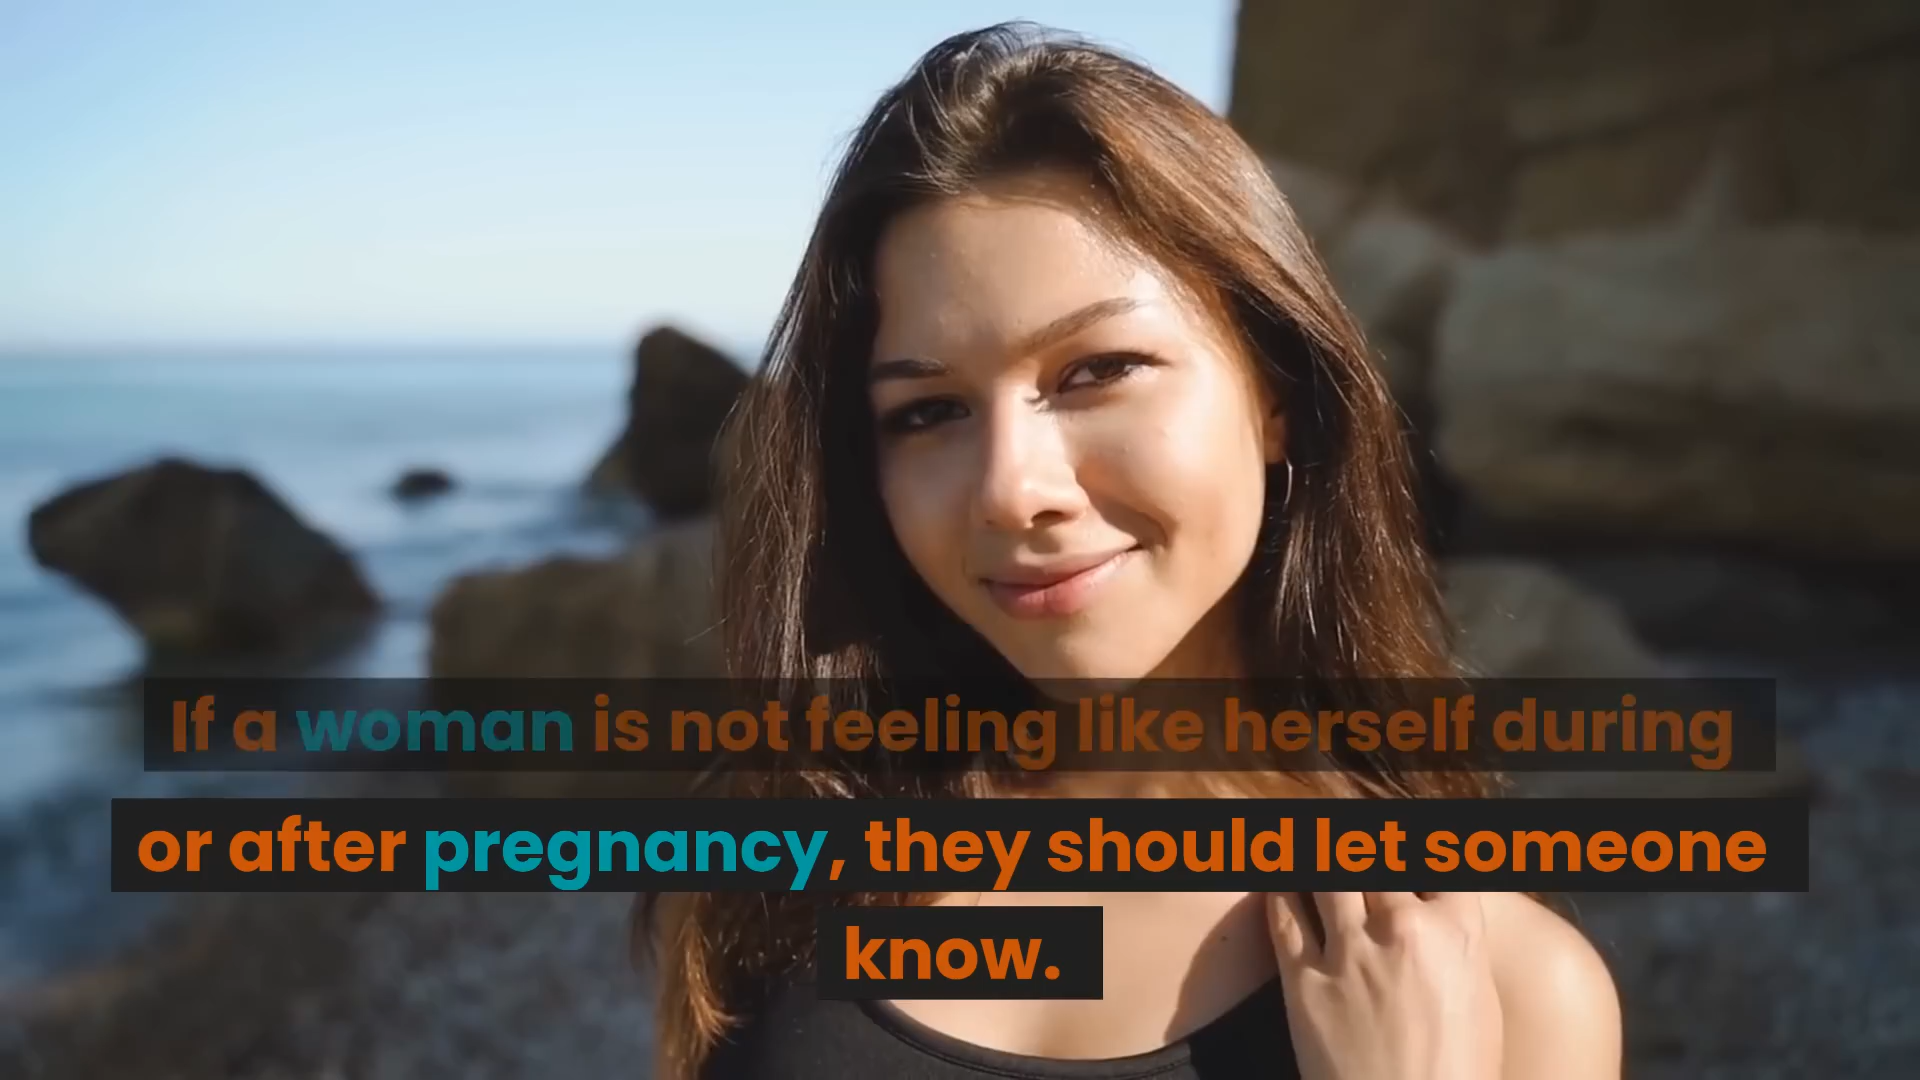 If a woman is not feeling like herself during
or after pregnancy, they should let someone
know.